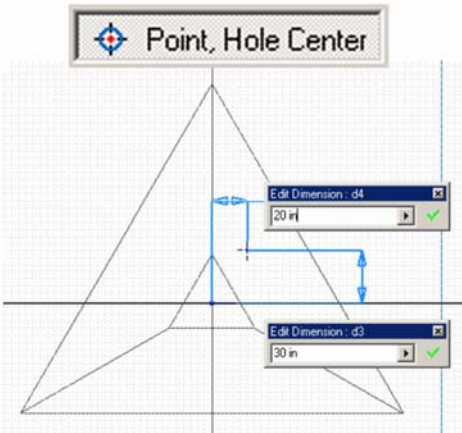 Point, Hole Center
Edit Dimension : d4
20 in
Edit Dimension : d3
30 in